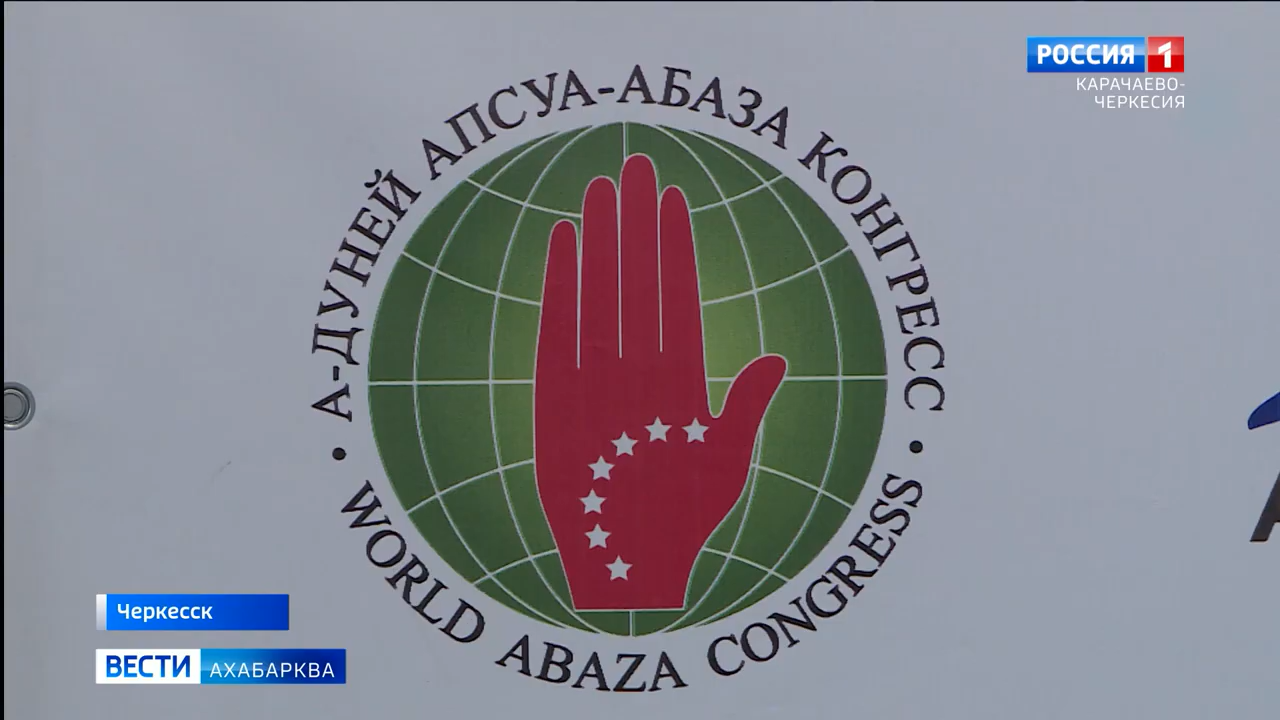 РОССИЯ 1
КАРАЧАЕВО-
ЧЕРКЕСИЯ
А-ДУНЕЙ АПСУА-АБАЗА КОНГРЕСС
WORLD ABAZA CONGRESS
Черкесск
ВЕСТИ АХАБАРКВА